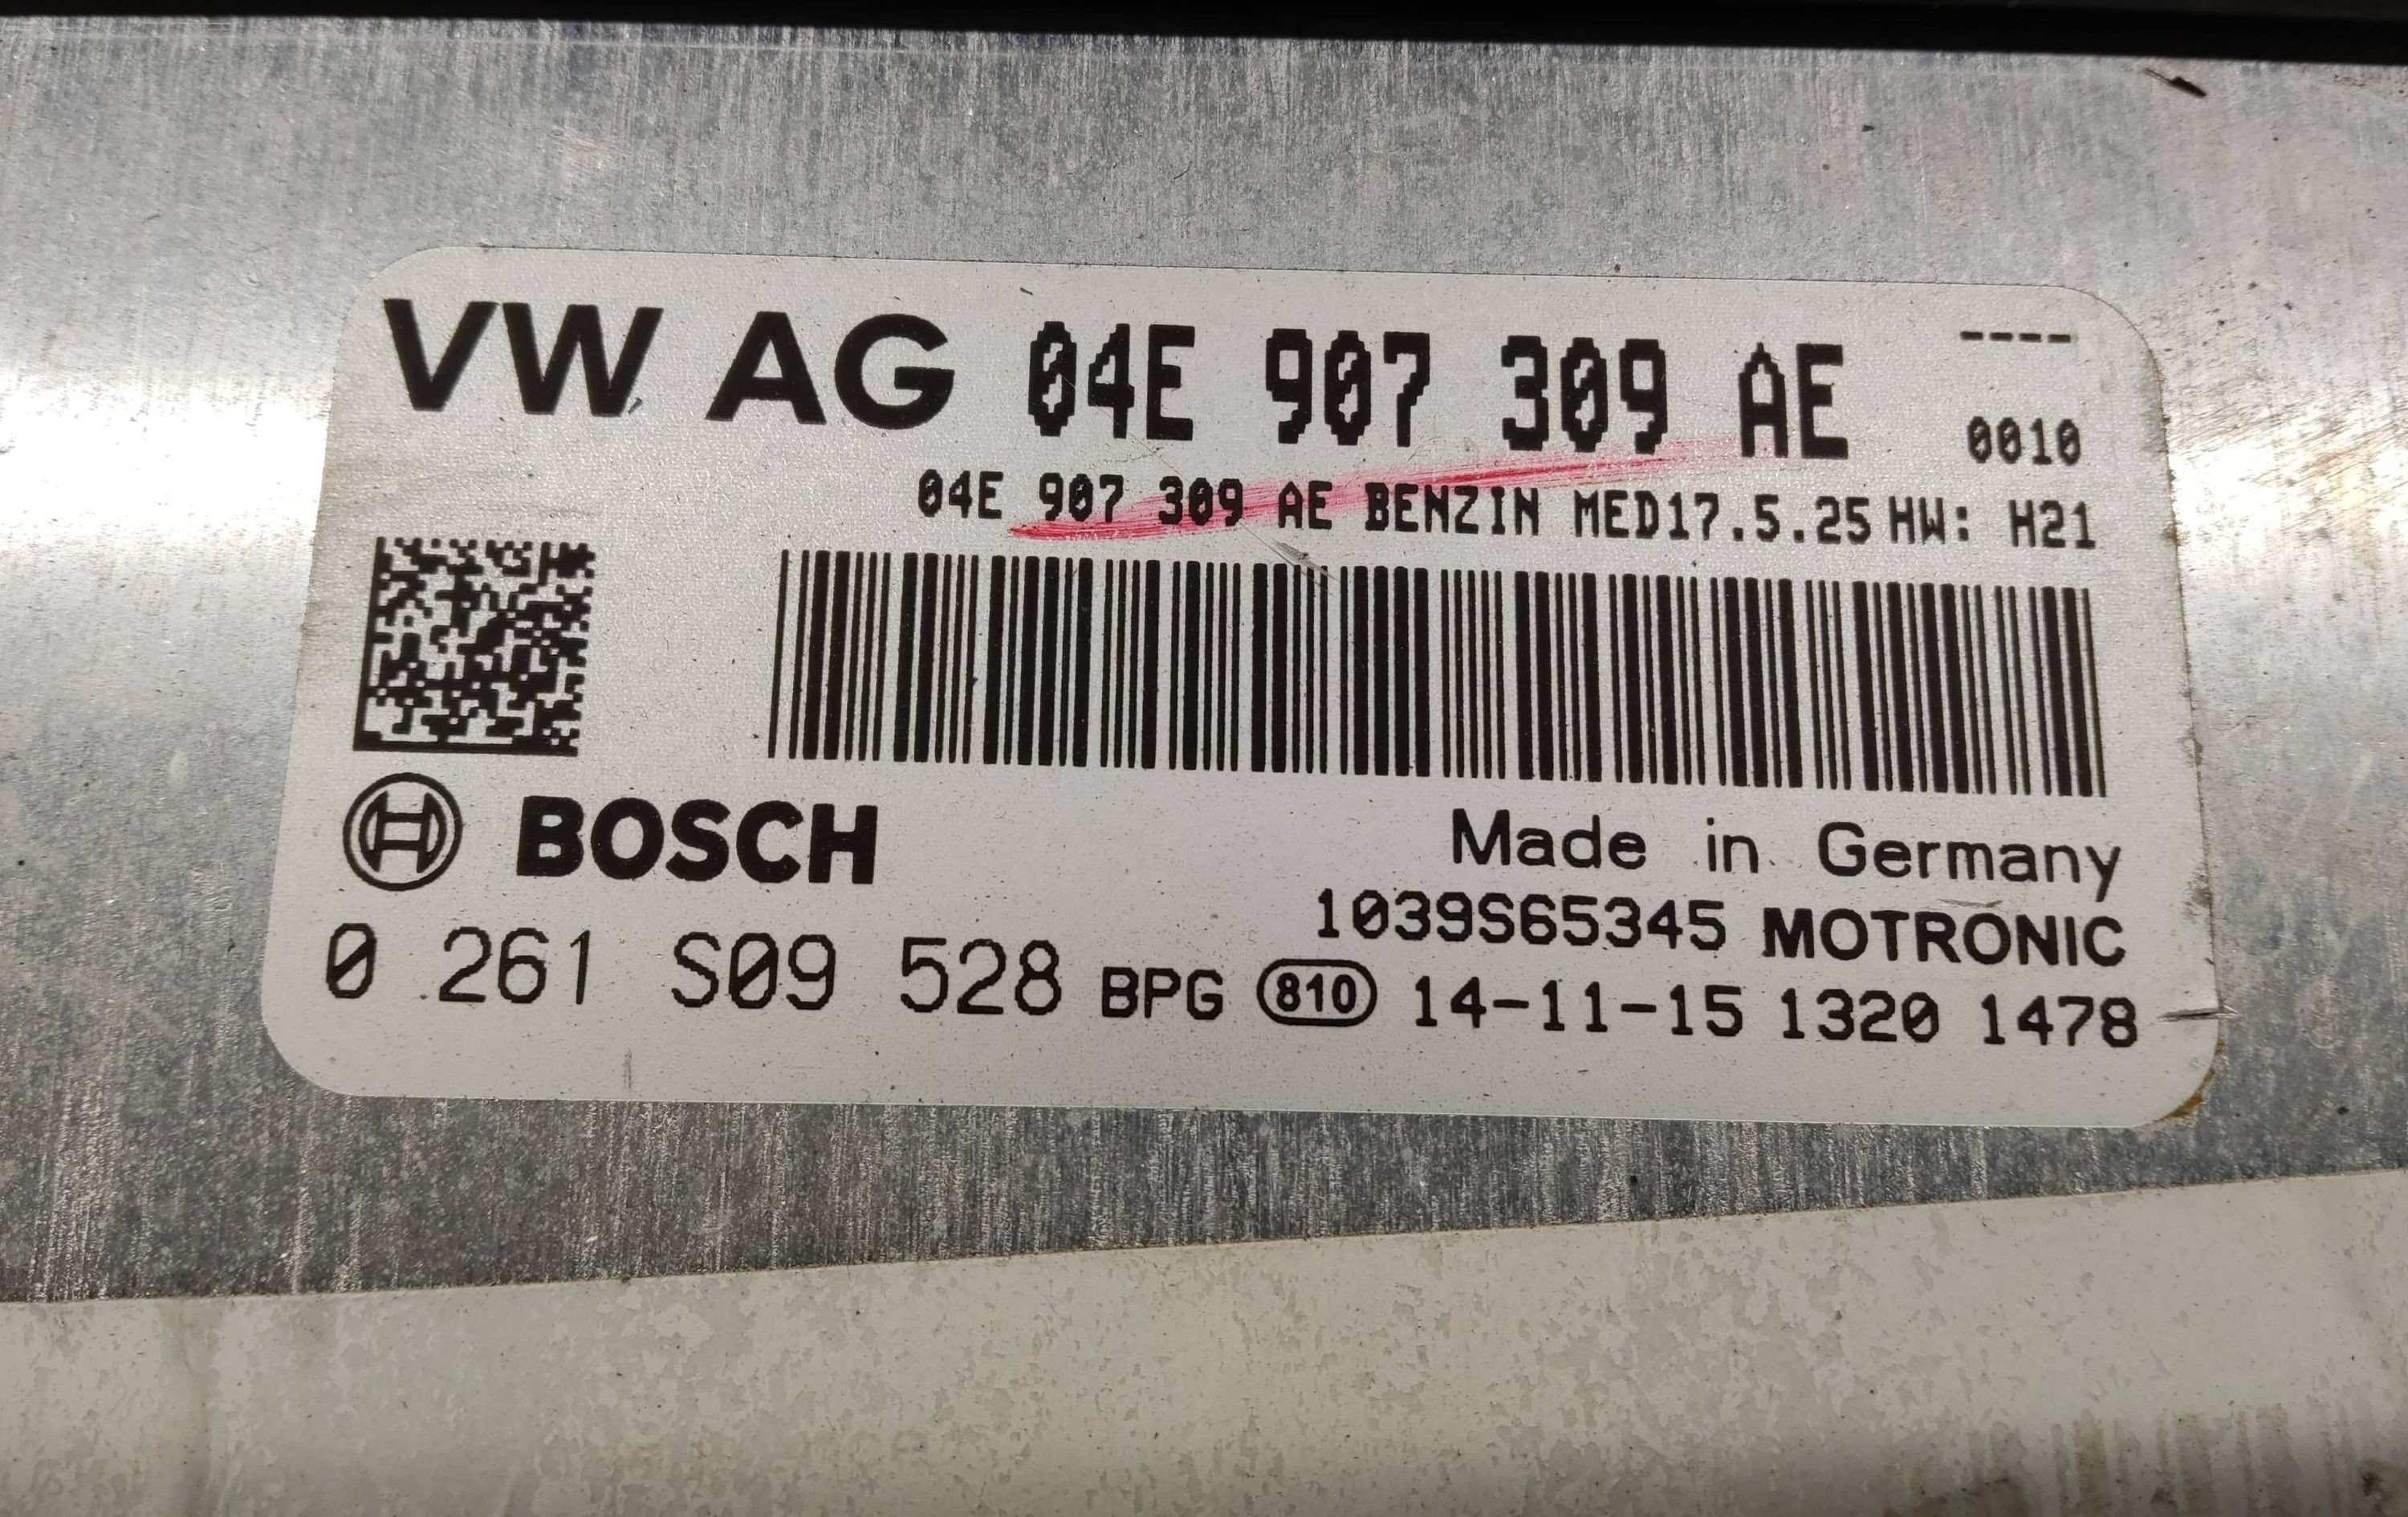 VW AG 04E 907 309 AE ----
0010
04E 907 309 AE BENZIN MED17.5.25 HW: H21
BOSCH
Made in Germany
1039S65345 MOTRONIC
0 261 S09 528 BPG 810 14-11-15 1320 1478